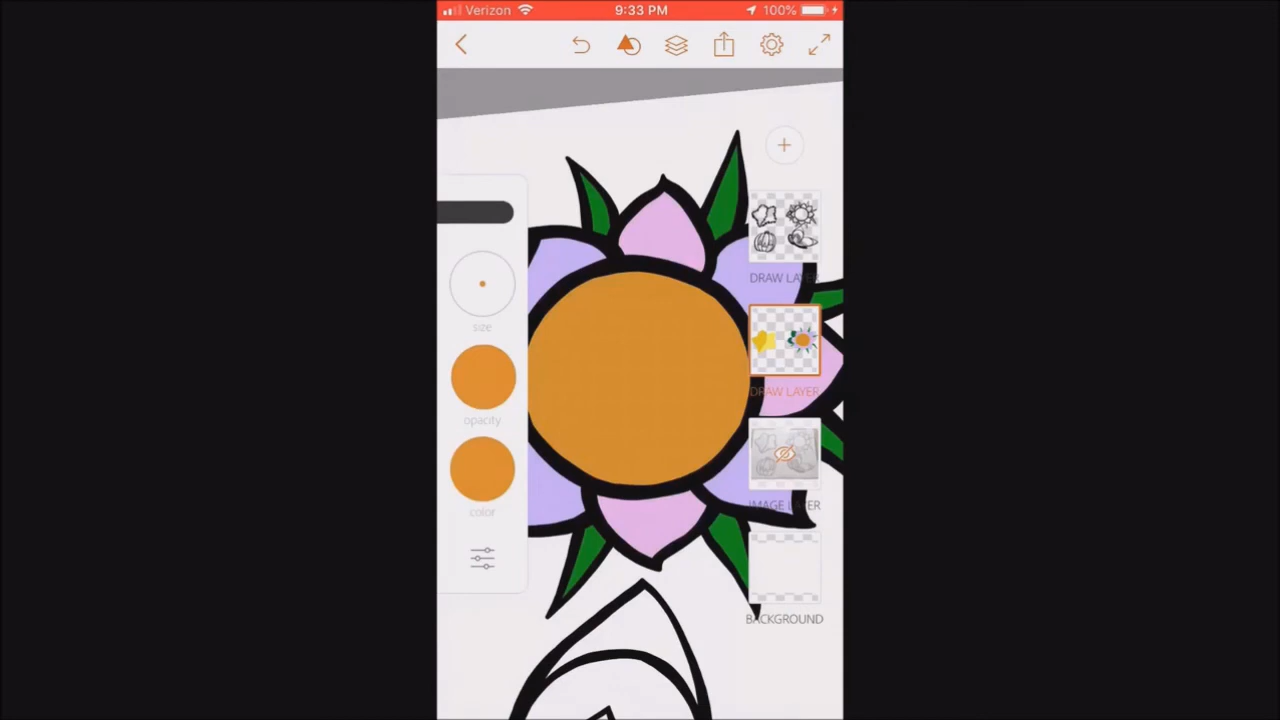 Verizon 9:33 PM 100%
DRAW LAYER
size
DRAW LAYER
opacity
IMAGE LAYER
color
BACKGROUND